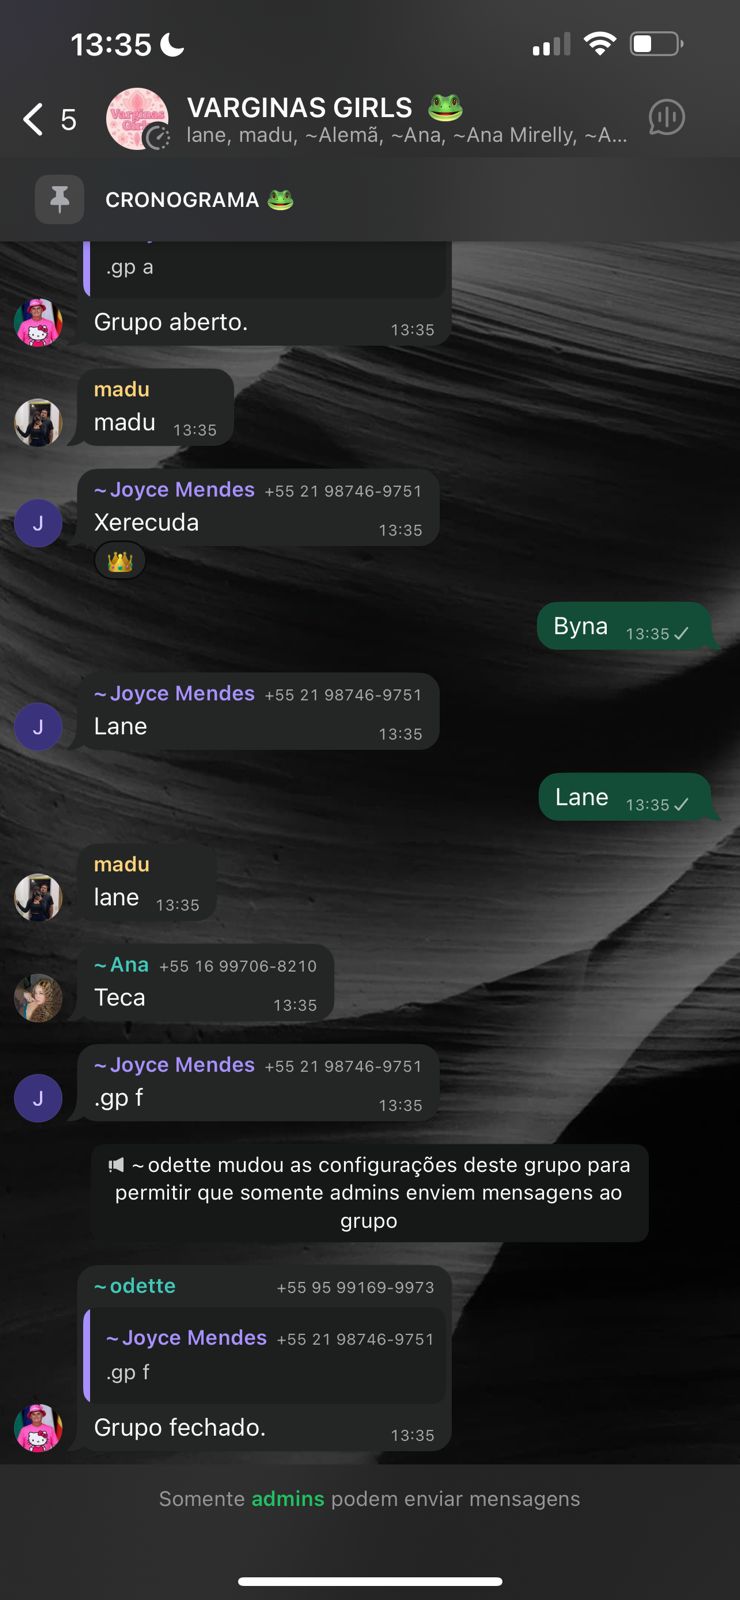 13:35
5
Varginas Girls
VARGINAS GIRLS 🐸
lane, madu, ~Alemã, ~Ana, ~Ana Mirelly, ~A...
CRONOGRAMA 🐸
.gp a
Grupo aberto.
13:35
madu
madu 13:35
~Joyce Mendes +55 21 98746-9751
Xerecuda 13:35
👑
Byna 13:35
~Joyce Mendes +55 21 98746-9751
Lane 13:35
Lane 13:35
madu
lane 13:35
~Ana +55 16 99706-8210
Teca 13:35
J
~Joyce Mendes +55 21 98746-9751
.gp f 13:35
~odette mudou as configurações deste grupo para
permitir que somente admins enviem mensagens ao
grupo
~odette +55 95 99169-9973
~Joyce Mendes +55 21 98746-9751
.gp f
Grupo fechado. 13:35
Somente admins podem enviar mensagens